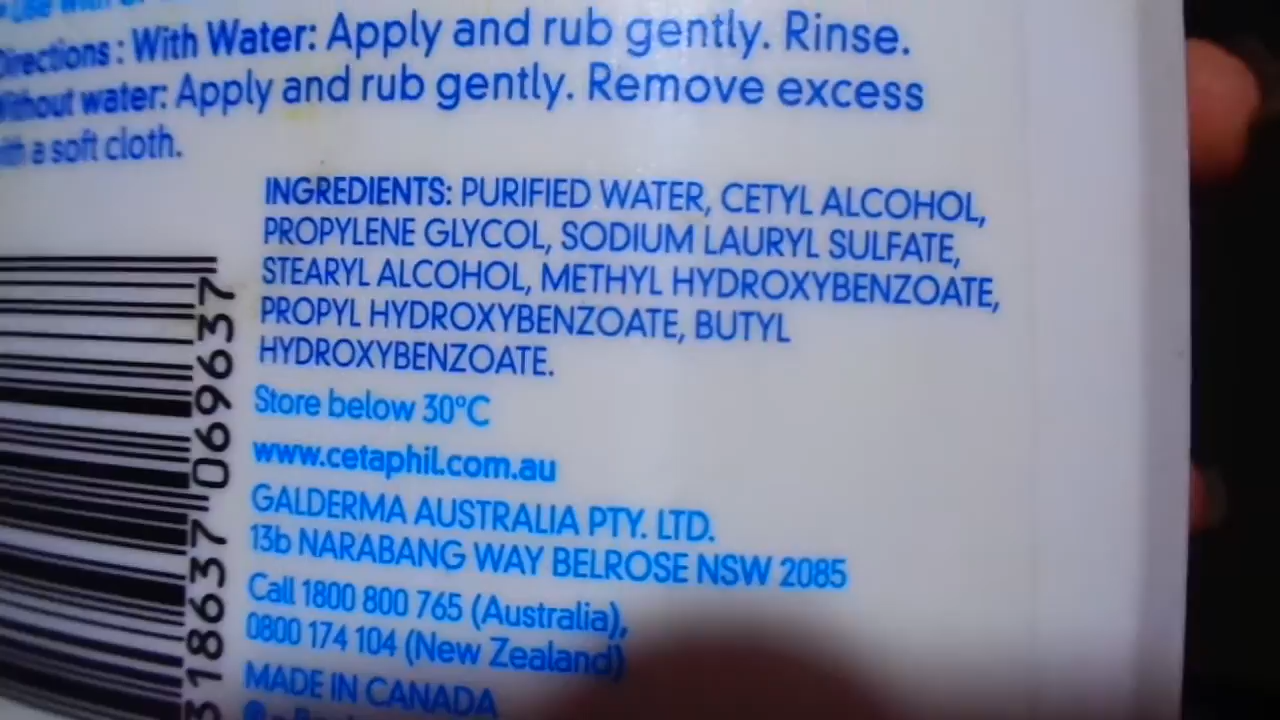 Directions : With Water: Apply and rub gently. Rinse.
Without water: Apply and rub gently. Remove excess
with a soft cloth.
INGREDIENTS: PURIFIED WATER, CETYL ALCOHOL,
PROPYLENE GLYCOL, SODIUM LAURYL SULFATE,
STEARYL ALCOHOL, METHYL HYDROXYBENZOATE,
PROPYL HYDROXYBENZOATE, BUTYL
HYDROXYBENZOATE.
Store below 30°C
www.cetaphil.com.au
GALDERMA AUSTRALIA PTY. LTD.
13b NARABANG WAY BELROSE NSW 2085
Call 1800 800 765 (Australia),
0800 174 104 (New Zealand)
MADE IN CANADA
318637 069637